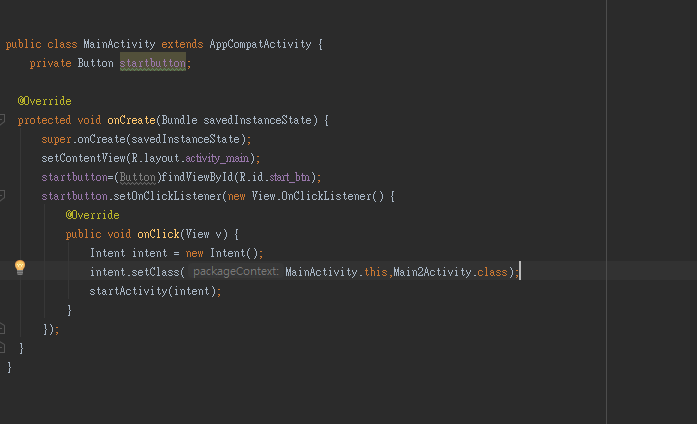 public class MainActivity extends AppCompatActivity {
private Button startbutton;
@Override
protected void onCreate(Bundle savedInstanceState) {
super.onCreate(savedInstanceState);
setContentView(R.layout.activity_main);
startbutton=(Button)findViewById(R.id.start_btn);
startbutton.setOnClickListener(new View.OnClickListener() {
@Override
public void onClick(View v) {
Intent intent = new Intent();
intent.setClass( packageContext: MainActivity.this,Main2Activity.class);
startActivity(intent);
}
});
}
}